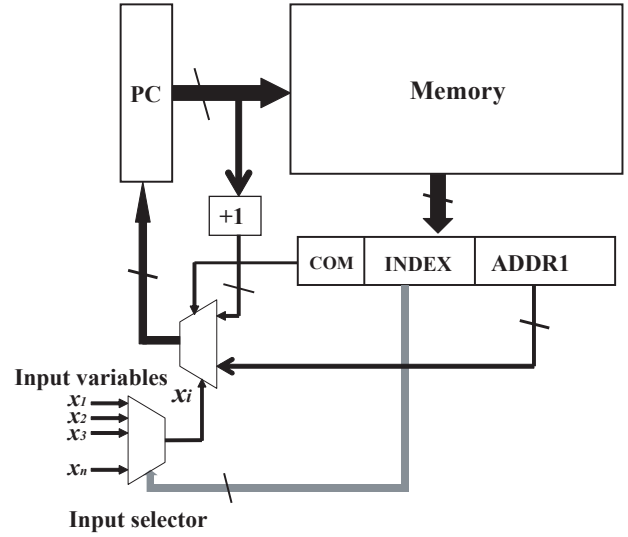 PC
Memory
+1
COM INDEX ADDR1
Input variables
xi
x1
x2
x3
xn
Input selector